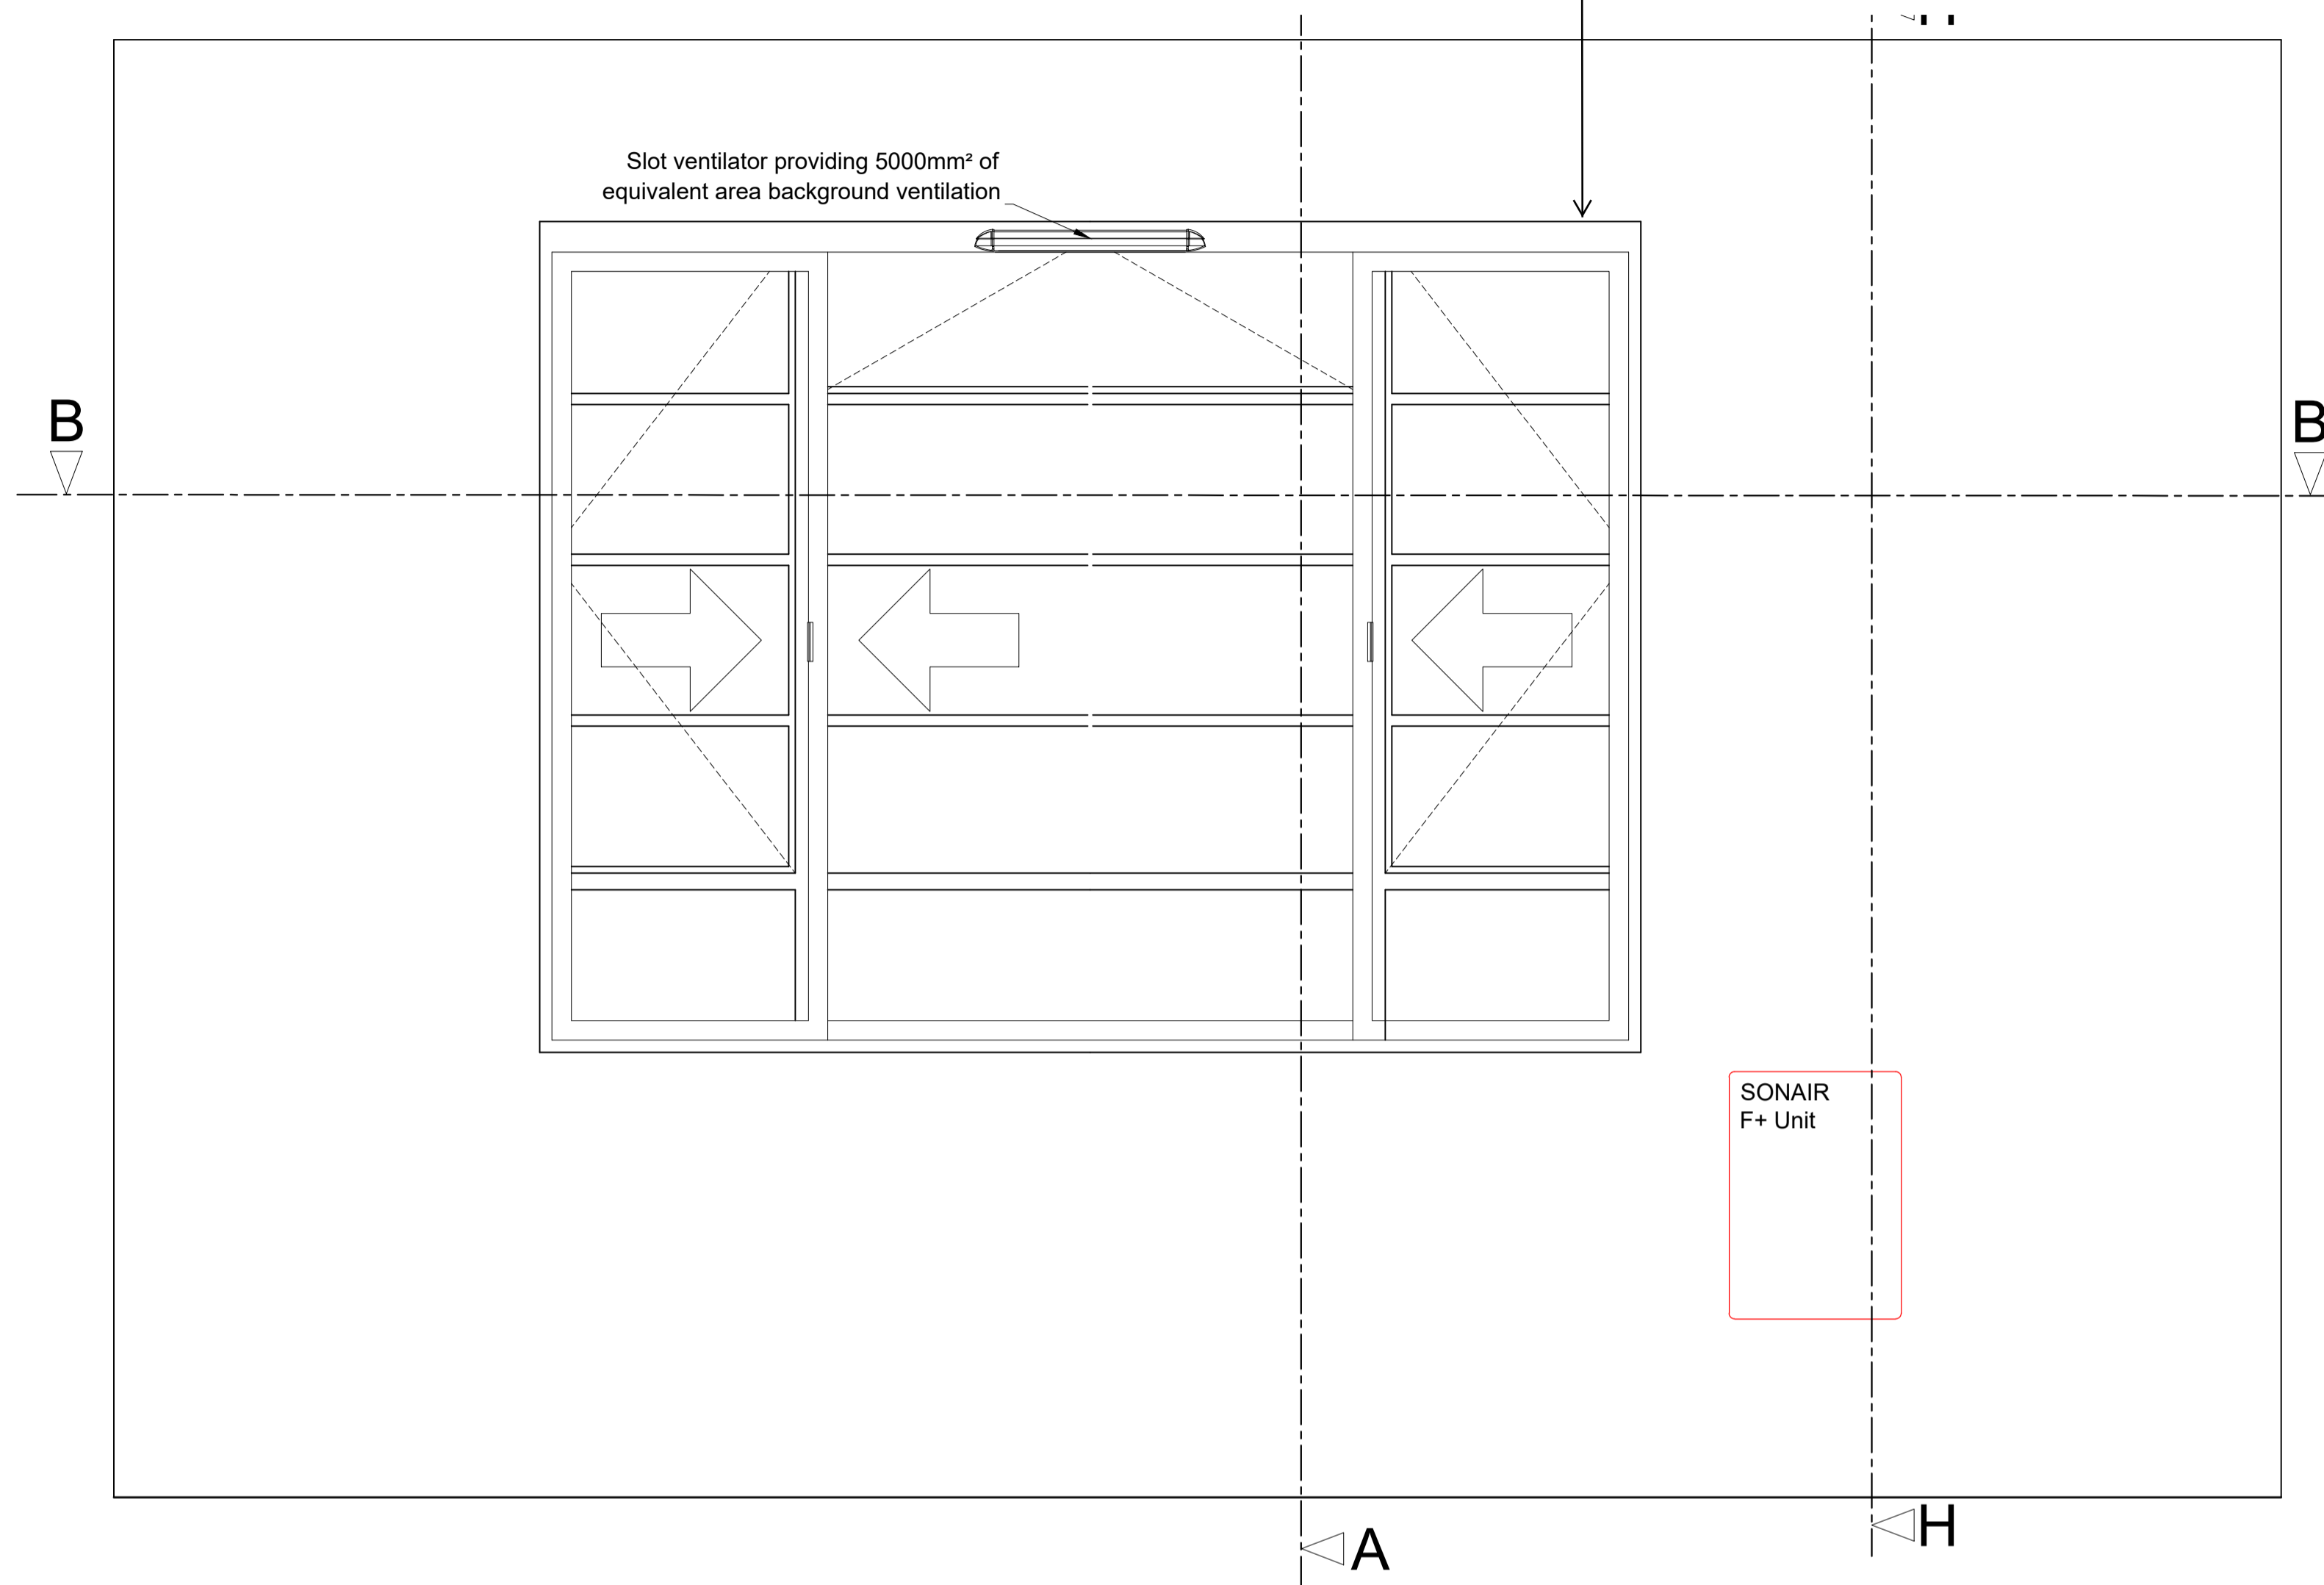 Slot ventilator providing 5000mm² of
equivalent area background ventilation
B
B
SONAIR
F+ Unit
H
A